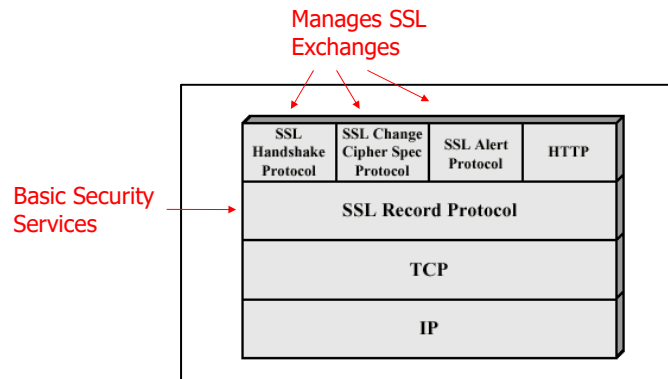 Manages SSL
Exchanges
SSL
Handshake
Protocol
SSL Change
Cipher Spec
Protocol
SSL Alert
Protocol
HTTP
Basic Security
Services
SSL Record Protocol
TCP
IP